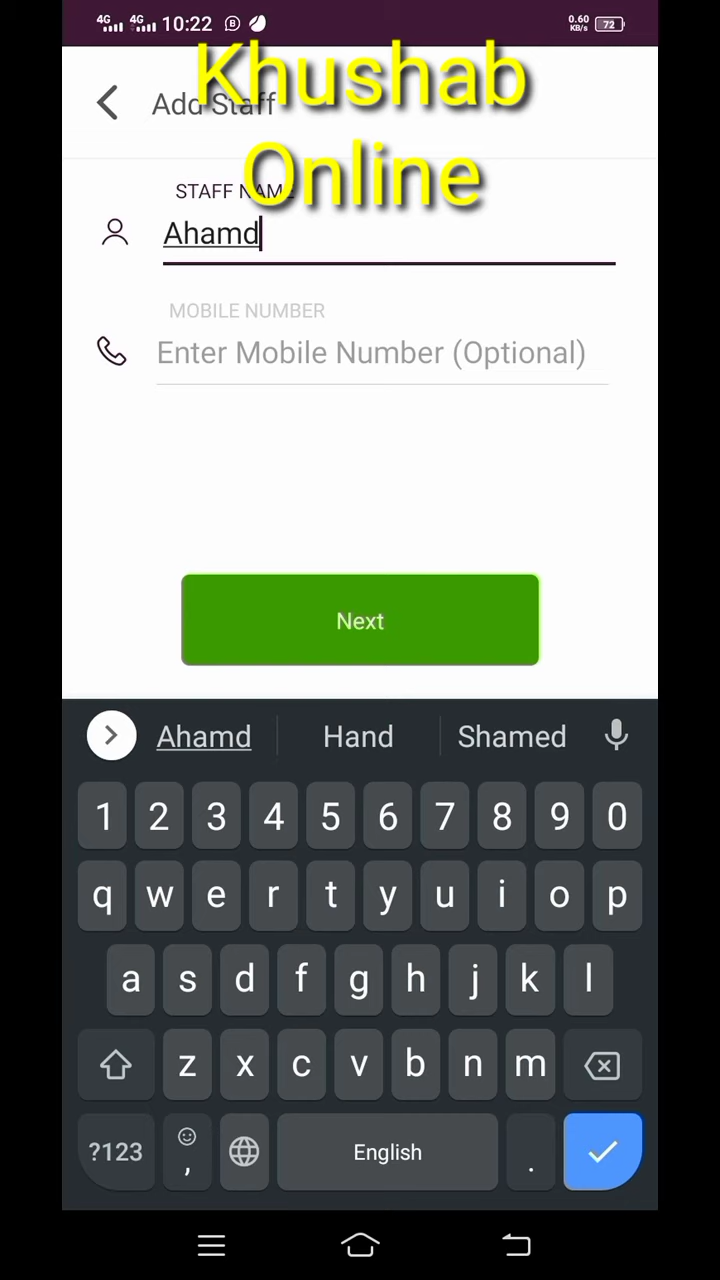 4G 4G 10:22 B 0.60 KB/s 72
Khushab
Add Staff
Online
STAFF NAME
Ahamd
MOBILE NUMBER
Enter Mobile Number (Optional)
Next
Ahamd Hand Shamed
1 2 3 4 5 6 7 8 9 0
q w e r t y u i o p
a s d f g h j k l
z x c v b n m
?123 , English .